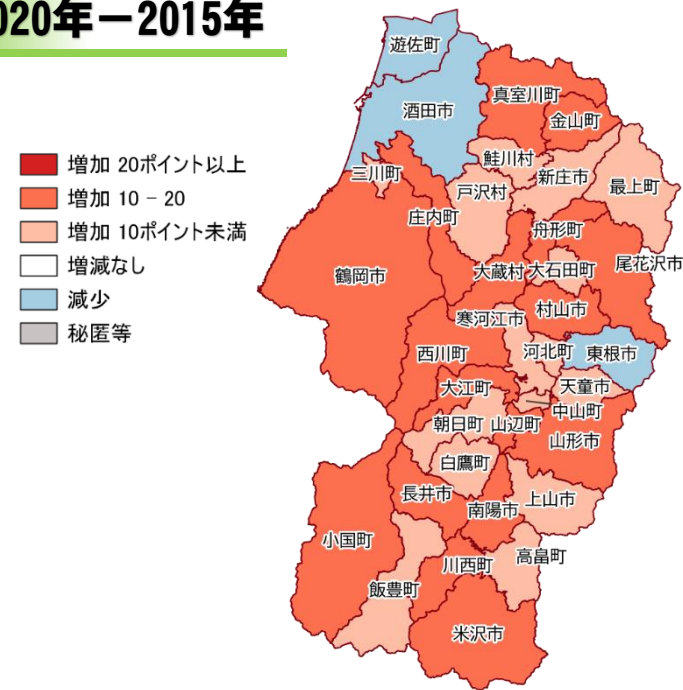 020年－2015年
増加 20ポイント以上
増加 10 - 20
増加 10ポイント未満
増減なし
減少
秘匿等
遊佐町
酒田市
真室川町
金山町
鮭川村
新庄市
最上町
三川町
戸沢村
庄内町
舟形町
鶴岡市
大蔵村
大石田町
尾花沢市
寒河江市
村山市
西川町
河北町
東根市
大江町
天童市
中山町
朝日町
山辺町
山形市
白鷹町
長井市
南陽市
上山市
小国町
川西町
高畠町
飯豊町
米沢市